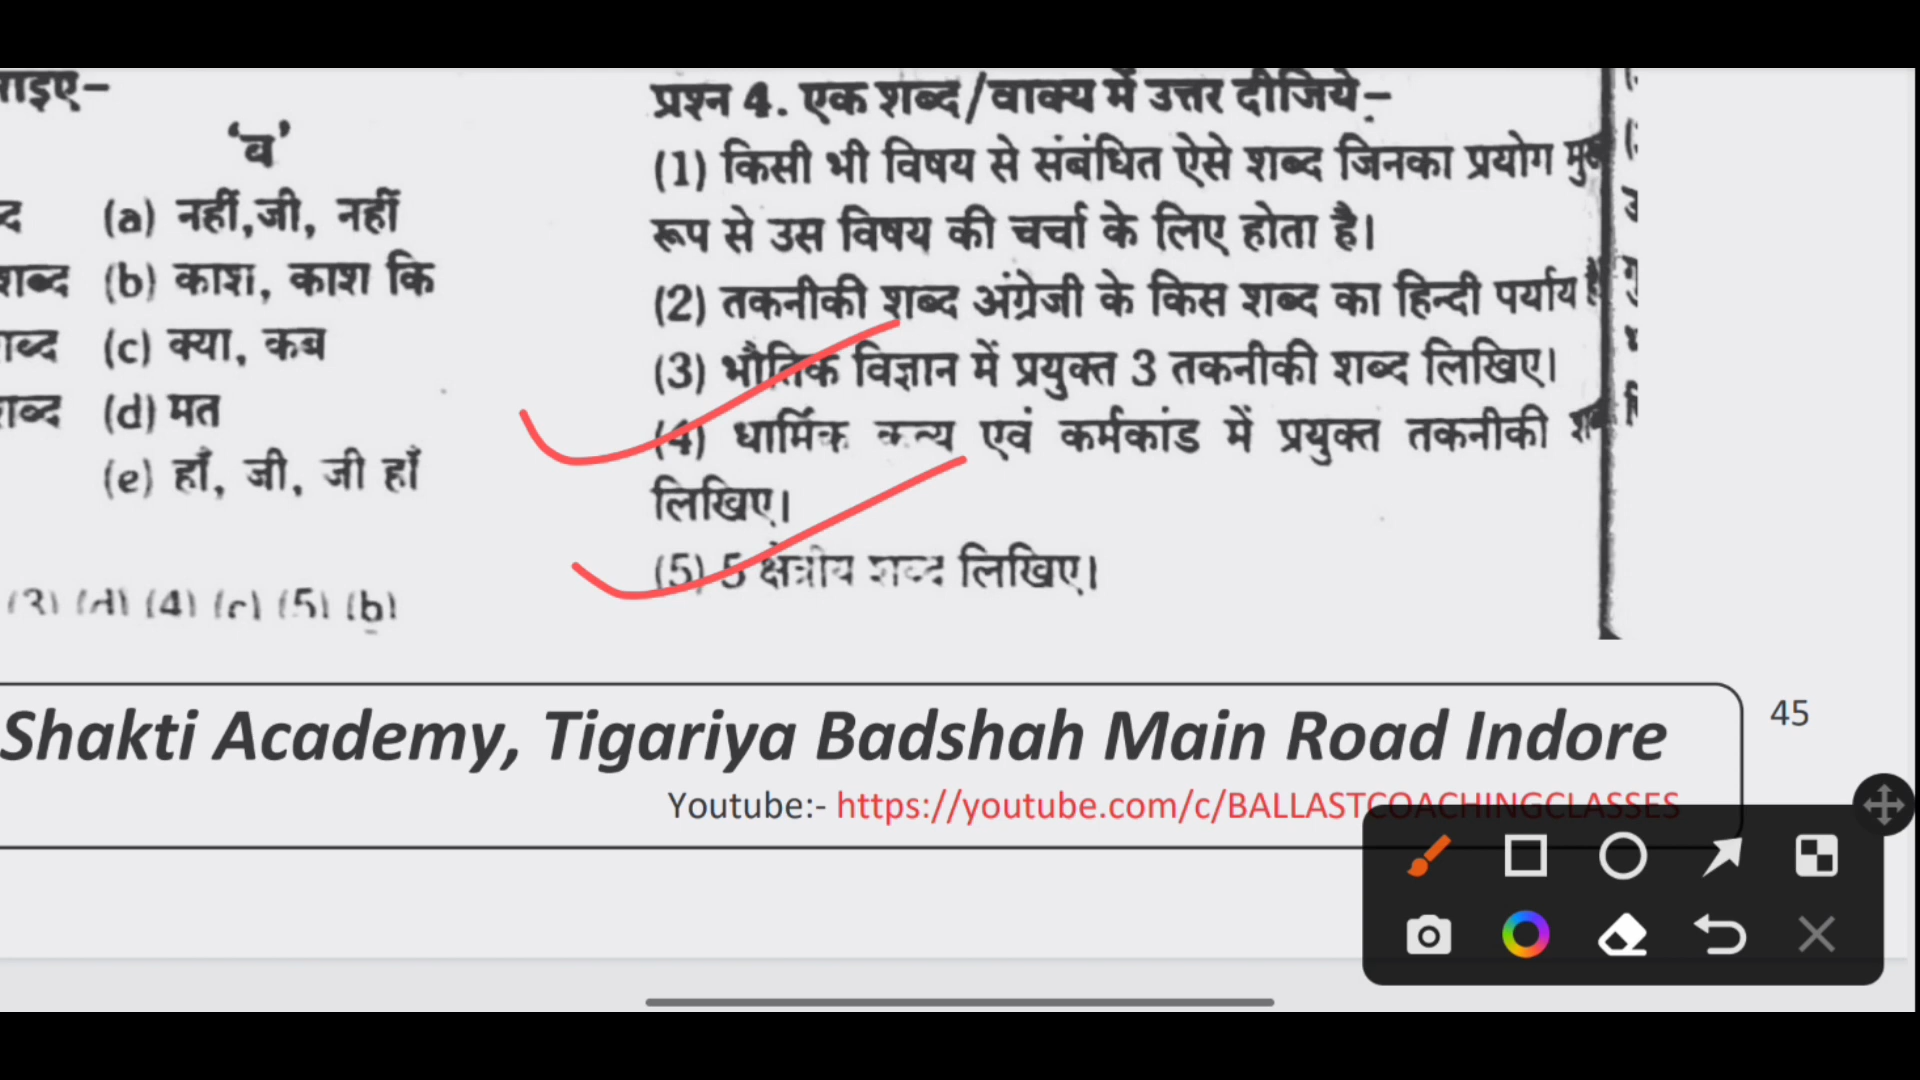 नाइए-
'ब'
(a) नहीं,जी, नहीं
शब्द (b) काश, काश कि
(c) क्या, कब
(d) मत
(e) हाँ, जी, जी हाँ
(3) (d) (4) (c) (5) (b)
प्रश्न 4. एक शब्द/वाक्य में उत्तर दीजिये-
(1) किसी भी विषय से संबंधित ऐसे शब्द जिनका प्रयोग
रूप से उस विषय की चर्चा के लिए होता है।
(2) तकनीकी शब्द अंग्रेजी के किस शब्द का हिन्दी पर्याय है
(3) भौतिक विज्ञान में प्रयुक्त 3 तकनीकी शब्द लिखिए।
(4) धार्मिक कृत्य एवं कर्मकांड में प्रयुक्त तकनीकी
लिखिए।
(5) 5 क्षेत्रीय शब्द लिखिए।
Shakti Academy, Tigariya Badshah Main Road Indore
45
Youtube:- https://youtube.com/c/BALLASTCOACHINGCLASSES